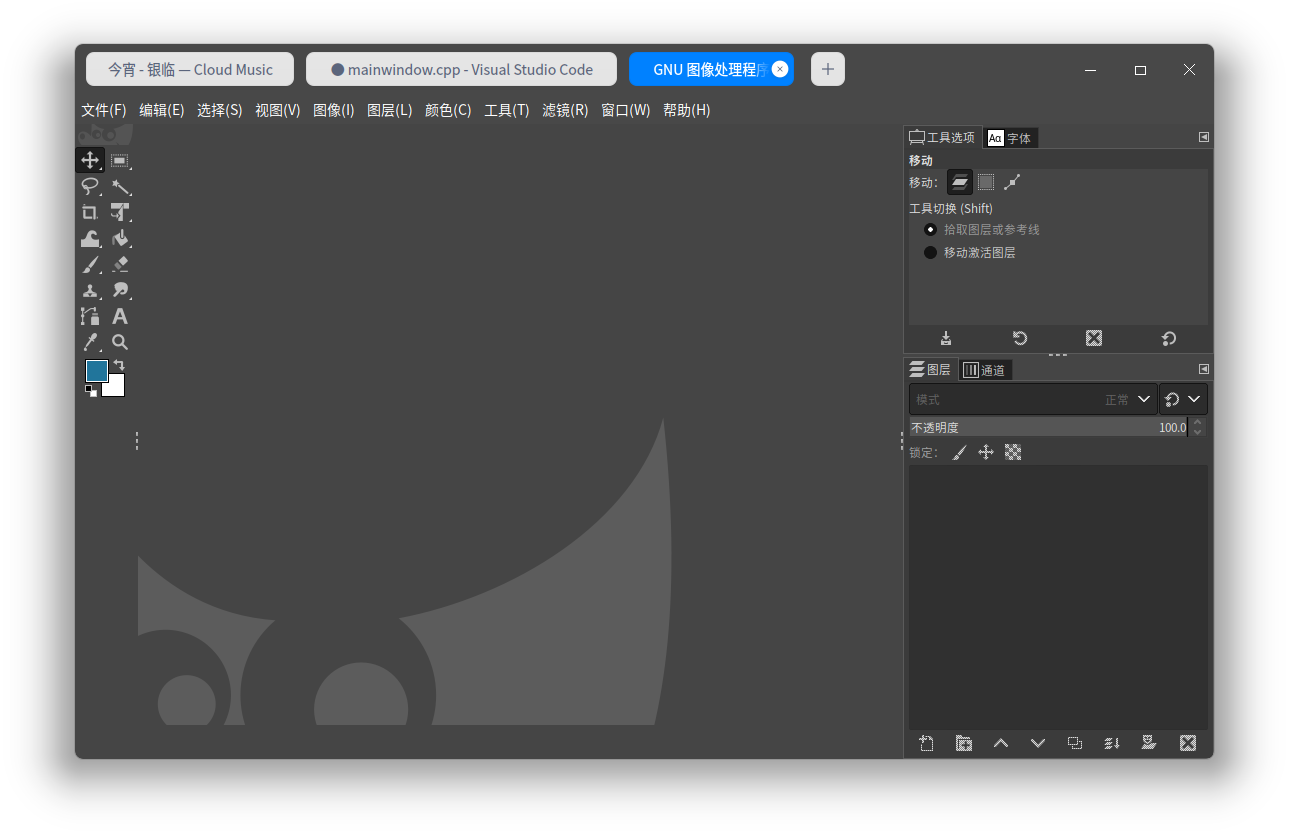 今宵 - 银临 — Cloud Music
● mainwindow.cpp - Visual Studio Code
GNU 图像处理程序
文件(F) 编辑(E) 选择(S) 视图(V) 图像(I) 图层(L) 颜色(C) 工具(T) 滤镜(R) 窗口(W) 帮助(H)
工具选项
Aα 字体
移动
移动：
工具切换 (Shift)
拾取图层或参考线
移动激活图层
图层
通道
模式 正常
不透明度 100.0
锁定：